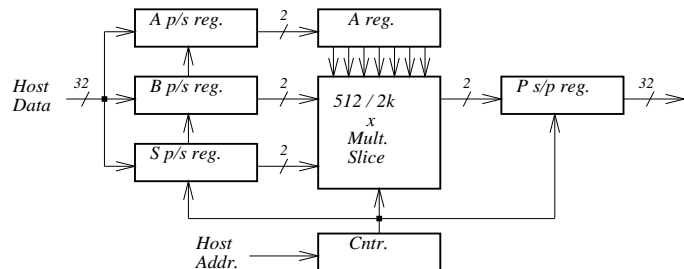 A p/s reg.
2
A reg.
Host
Data
32
B p/s reg.
2
512 / 2k
x
Mult.
Slice
2
P s/p reg.
32
S p/s reg.
2
Host
Addr.
Cntr.